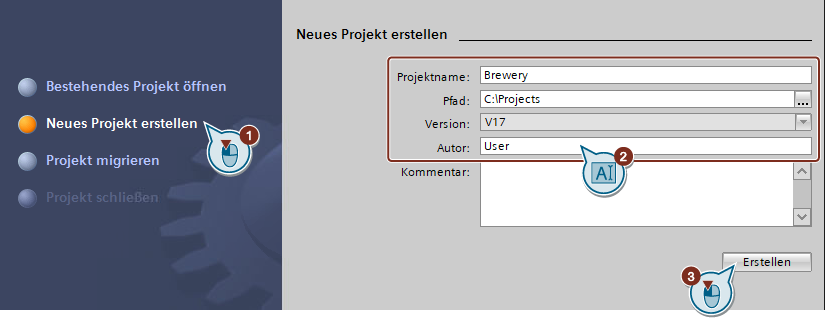 Neues Projekt erstellen
Bestehendes Projekt öffnen
Neues Projekt erstellen
Projekt migrieren
Projekt schließen
1
Projektname: Brewery
Pfad: C:\Projects ...
Version: V17
Autor: User
2
AI
Kommentar:
Erstellen
3